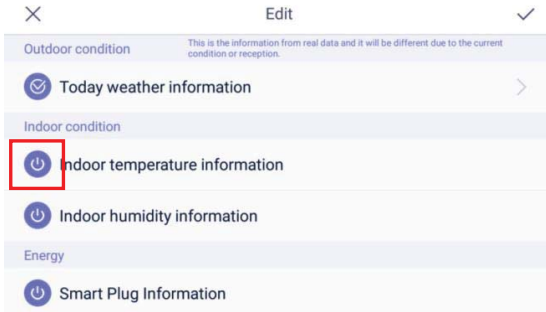 Edit
Outdoor condition
This is the information from real data and it will be different due to the current
condition or reception.
Today weather information
Indoor condition
Indoor temperature information
Indoor humidity information
Energy
Smart Plug Information